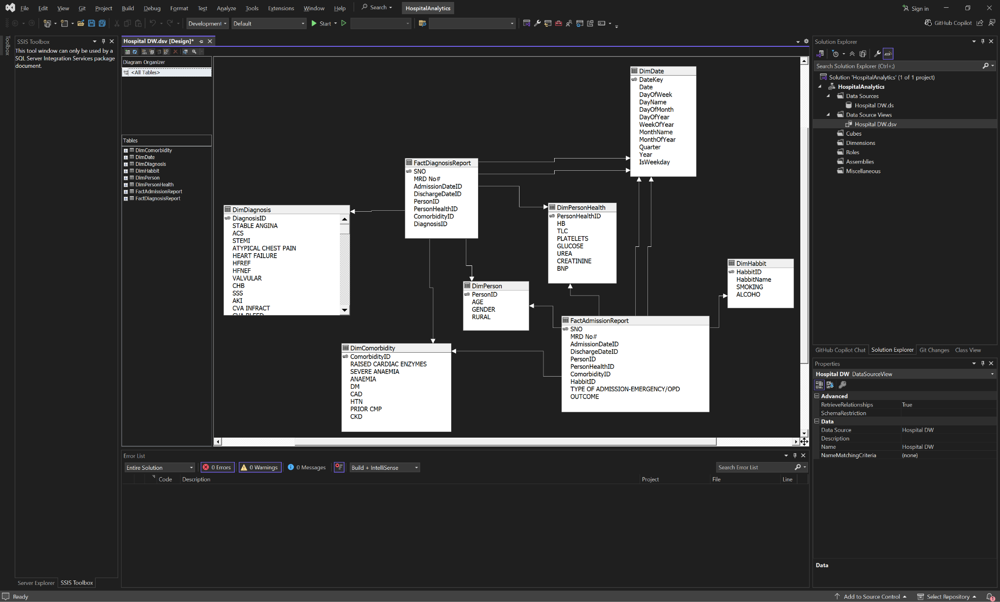 File Edit View Git Project Build Debug Format Test Analyze Tools Extensions Window Help Search HospitalAnalytics Sign in
Development Default Start GitHub Copilot
Toolbox
SSIS Toolbox
This tool window can only be used by a
SQL Server Integration Services package
document.
Server Explorer SSIS Toolbox
Hospital DW.dsv [Design]*
Diagram Organizer
<All Tables>
Tables
DimComorbidity
DimDate
DimDiagnosis
DimHabbit
DimPerson
DimPersonHealth
FactAdmissionReport
FactDiagnosisReport
DimDate
DateKey
Date
DayOfWeek
DayName
DayOfMonth
DayOfYear
WeekOfYear
MonthName
MonthOfYear
Quarter
Year
IsWeekday
FactDiagnosisReport
SNO
MRD No#
AdmissionDateID
DischargeDateID
PersonID
PersonHealthID
ComorbidityID
DiagnosisID
DimDiagnosis
DiagnosisID
STABLE ANGINA
ACS
STEMI
ATYPICAL CHEST PAIN
HEART FAILURE
HFREF
HFNEF
VALVULAR
CHB
SSS
AKI
CVA INFRACT
CVA BLEED
DimPersonHealth
PersonHealthID
HB
TLC
PLATELETS
GLUCOSE
UREA
CREATININE
BNP
DimHabbit
HabbitID
HabbitName
SMOKING
ALCOHO
DimPerson
PersonID
AGE
GENDER
RURAL
FactAdmissionReport
SNO
MRD No#
AdmissionDateID
DischargeDateID
PersonID
PersonHealthID
ComorbidityID
HabbitID
TYPE OF ADMISSION-EMERGENCY/OPD
OUTCOME
DimComorbidity
ComorbidityID
RAISED CARDIAC ENZYMES
SEVERE ANAEMIA
ANAEMIA
DM
CAD
HTN
PRIOR CMP
CKD
Error List
Entire Solution 0 Errors 0 Warnings 0 Messages Build + IntelliSense Search Error List
Code Description Project File Line
Solution Explorer
Search Solution Explorer (Ctrl+;)
Solution 'HospitalAnalytics' (1 of 1 project)
HospitalAnalytics
Data Sources
Hospital DW.ds
Data Source Views
Hospital DW.dsv
Cubes
Dimensions
Roles
Assemblies
Miscellaneous
GitHub Copilot Chat Solution Explorer Git Changes Class View
Properties
Hospital DW DataSourceView
Advanced
RetrieveRelationships True
SchemaRestriction
Data
Data Source Hospital DW
Description
Name Hospital DW
NameMatchingCriteria (none)
Data
Ready Add to Source Control Select Repository 1